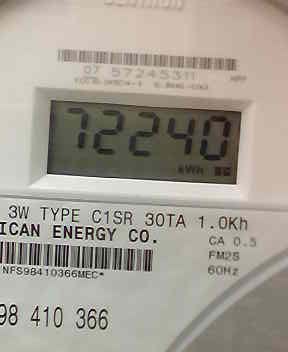 07 57245311
72240
kWh
3W TYPE C1SR 30TA 1.0Kh
ICAN ENERGY CO.
CA 0.5
FM2S
60Hz
NFS98410366MEC*
98 410 366